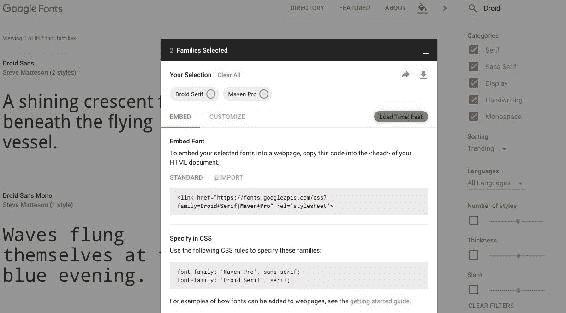 Google Fonts
DIRECTORY FEATURED ABOUT
Droid
Viewing of font families
Droid Sans
Steve Matteson (2 styles)
A shining crescent f
beneath the flying
vessel.
Droid Sans Mono
Steve Matteson (1 style)
Waves flung
themselves at t
blue evening.
2 Families Selected
Your Selection Clear All
Droid Serif
Maven Pro
EMBED CUSTOMIZE
Load Time: Fast
Embed Font
To embed your selected fonts into a webpage, copy this code into the <head> of your
HTML document.
STANDARD @IMPORT
<link href="https://fonts.googleapis.com/css?
family=Droid+Serif|Maven+Pro" rel="stylesheet">
Specify in CSS
Use the following CSS rules to specify these families:
font-family: 'Maven Pro', sans-serif;
font-family: 'Droid Serif', serif;
For examples of how fonts can be added to webpages, see the getting started guide.
Categories
Serif
Sans Serif
Display
Handwriting
Monospace
Sorting
Trending
Languages
All Languages
Number of styles
Thickness
Slant
CLEAR FILTERS